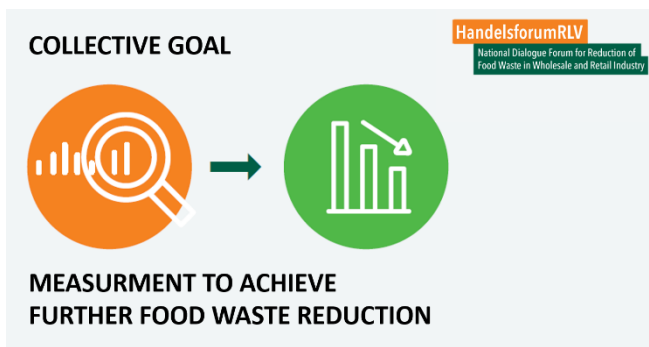 COLLECTIVE GOAL
HandelsforumRLV
National Dialogue Forum for Reduction of
Food Waste in Wholesale and Retail Industry
MEASURMENT TO ACHIEVE
FURTHER FOOD WASTE REDUCTION